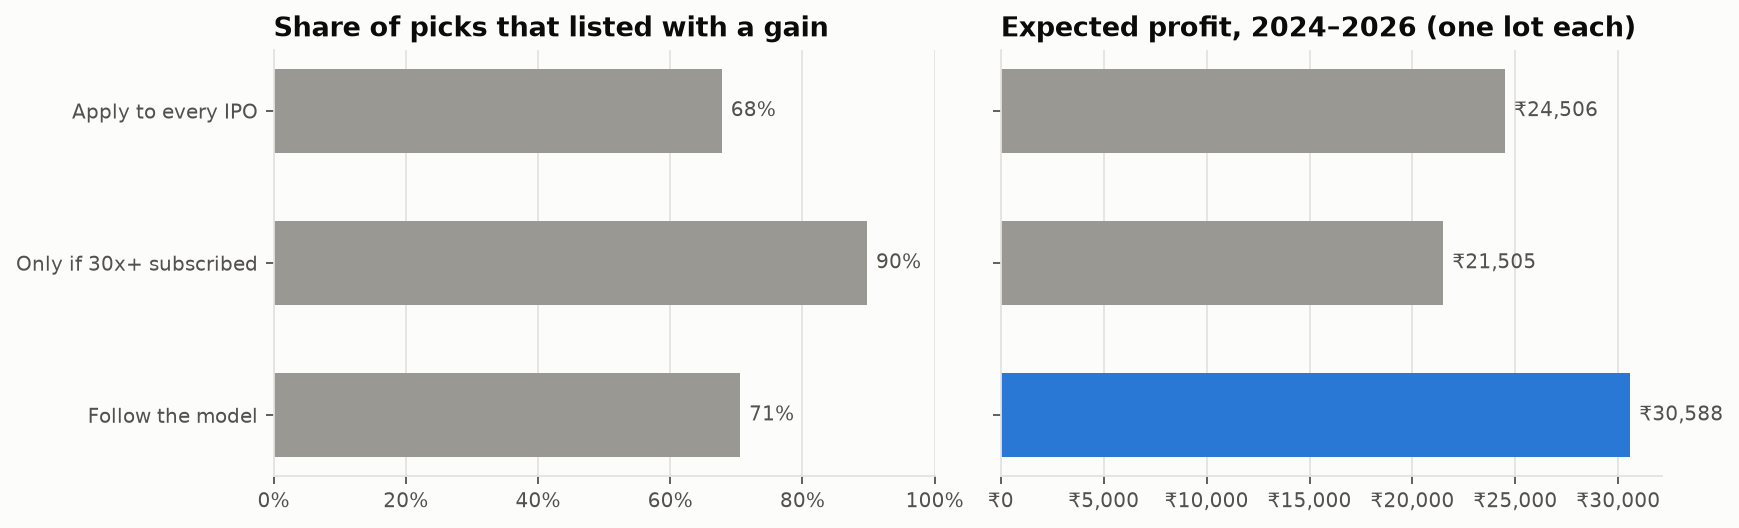 Share of picks that listed with a gain
Apply to every IPO
68%
Only if 30x+ subscribed
90%
Follow the model
71%
0% 20% 40% 60% 80% 100%
Expected profit, 2024–2026 (one lot each)
₹24,506
₹21,505
₹30,588
₹0 ₹5,000 ₹10,000 ₹15,000 ₹20,000 ₹25,000 ₹30,000